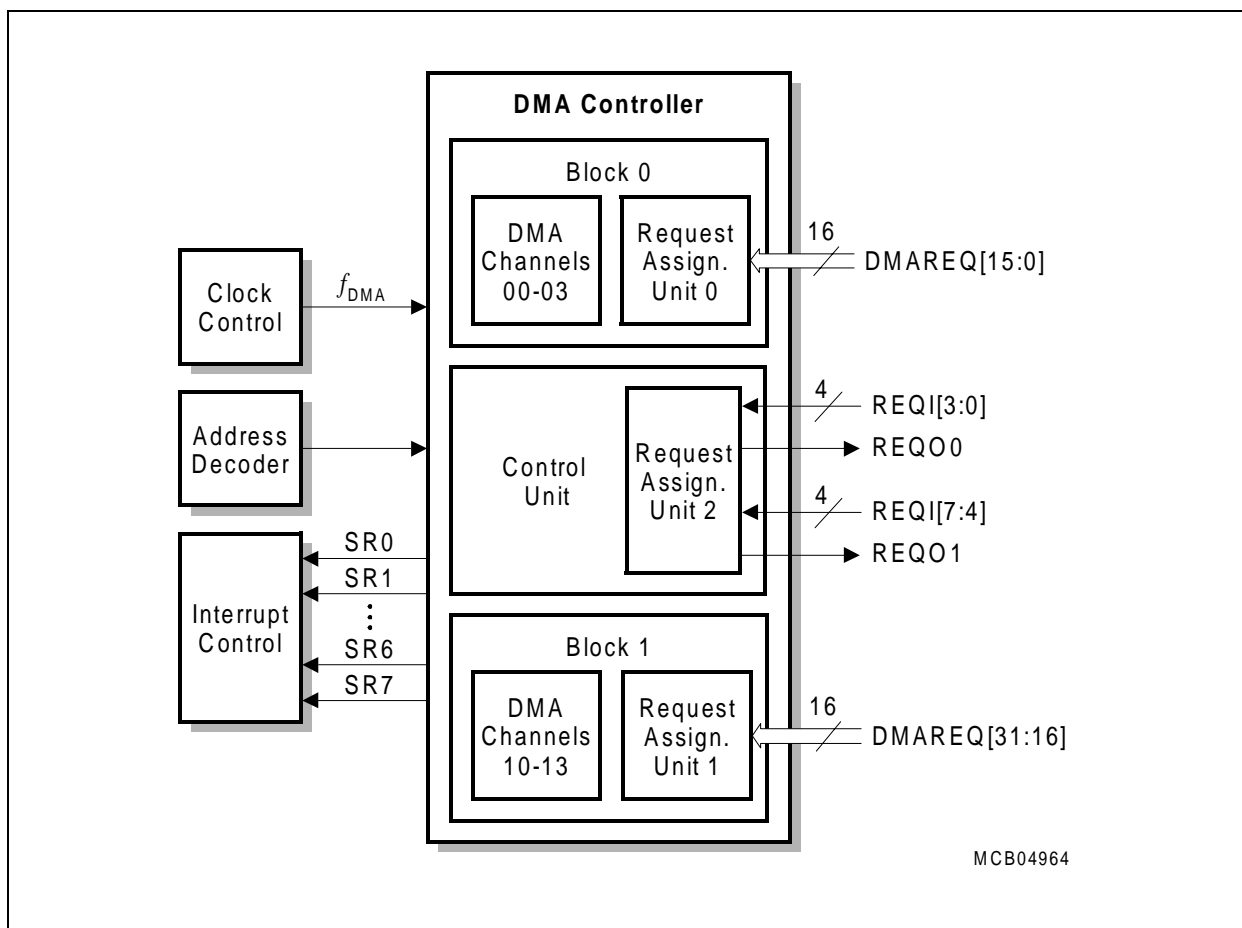 DMA Controller
Block 0
DMA
Channels
00-03
Request
Assign.
Unit 0
16
DMAREQ[15:0]
Clock
Control
fDMA
Address
Decoder
Control
Unit
Request
Assign.
Unit 2
4
REQI[3:0]
REQO0
4
REQI[7:4]
REQO1
Interrupt
Control
SR0
SR1
SR6
SR7
Block 1
DMA
Channels
10-13
Request
Assign.
Unit 1
16
DMAREQ[31:16]
MCB04964